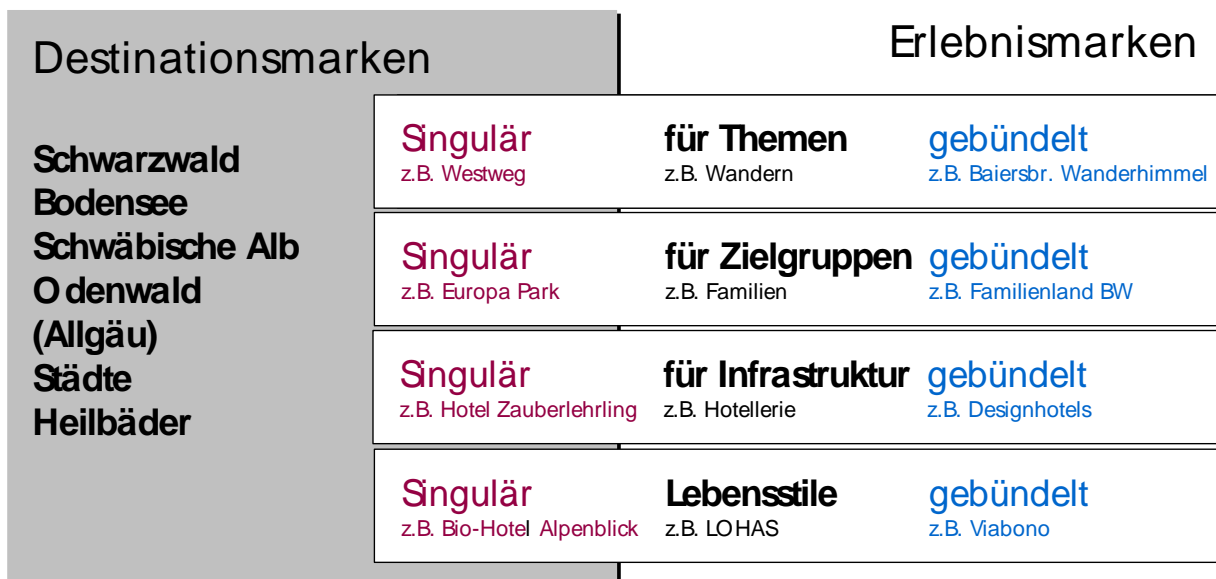 Destinationsmarken
Erlebnismarken
Schwarzwald
Bodensee
Schwäbische Alb
Odenwald
(Allgäu)
Städte
Heilbäder
Singulär für Themen gebündelt
z.B. Westweg z.B. Wandern z.B. Baiersbr. Wanderhimmel
Singulär für Zielgruppen gebündelt
z.B. Europa Park z.B. Familien z.B. Familienland BW
Singulär für Infrastruktur gebündelt
z.B. Hotel Zauberlehrling z.B. Hotellerie z.B. Designhotels
Singulär Lebensstile gebündelt
z.B. Bio-Hotel Alpenblick z.B. LOHAS z.B. Viabono